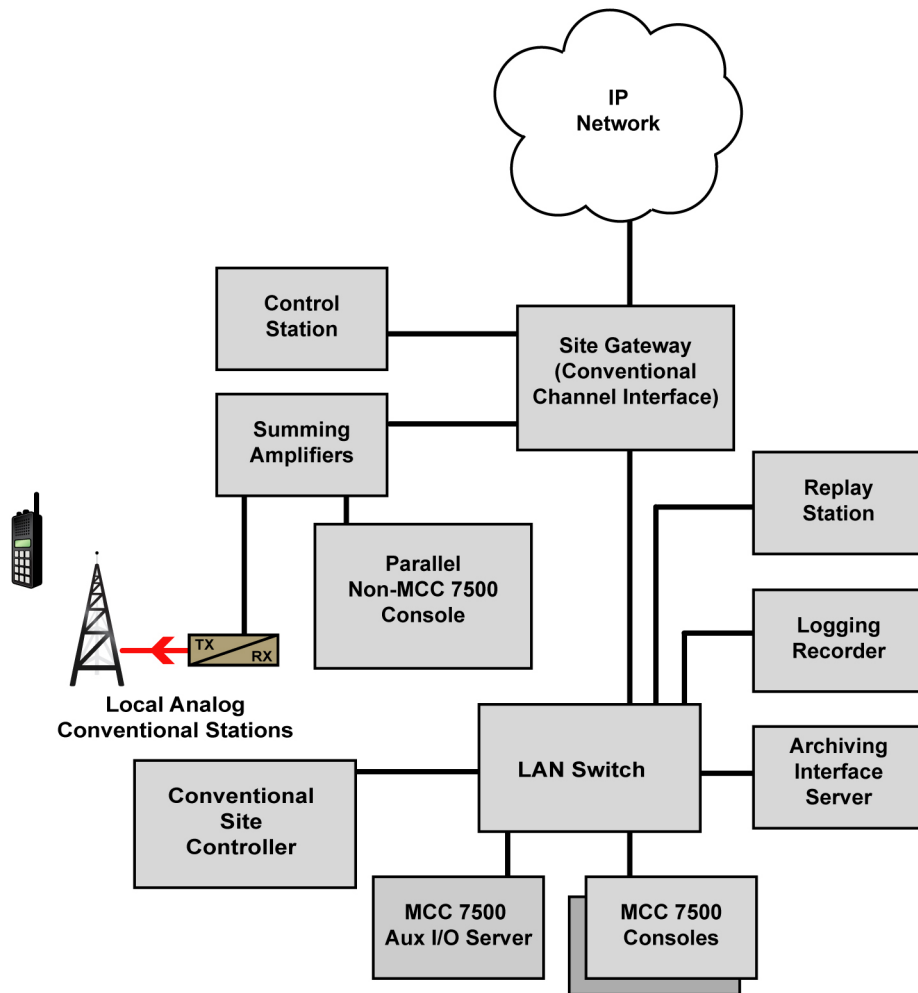 IP
Network
Control
Station
Site Gateway
(Conventional
Channel Interface)
Summing
Amplifiers
Replay
Station
Parallel
Non-MCC 7500
Console
TX
RX
Logging
Recorder
Local Analog
Conventional Stations
LAN Switch
Archiving
Interface
Server
Conventional
Site
Controller
MCC 7500
Aux I/O Server
MCC 7500
Consoles